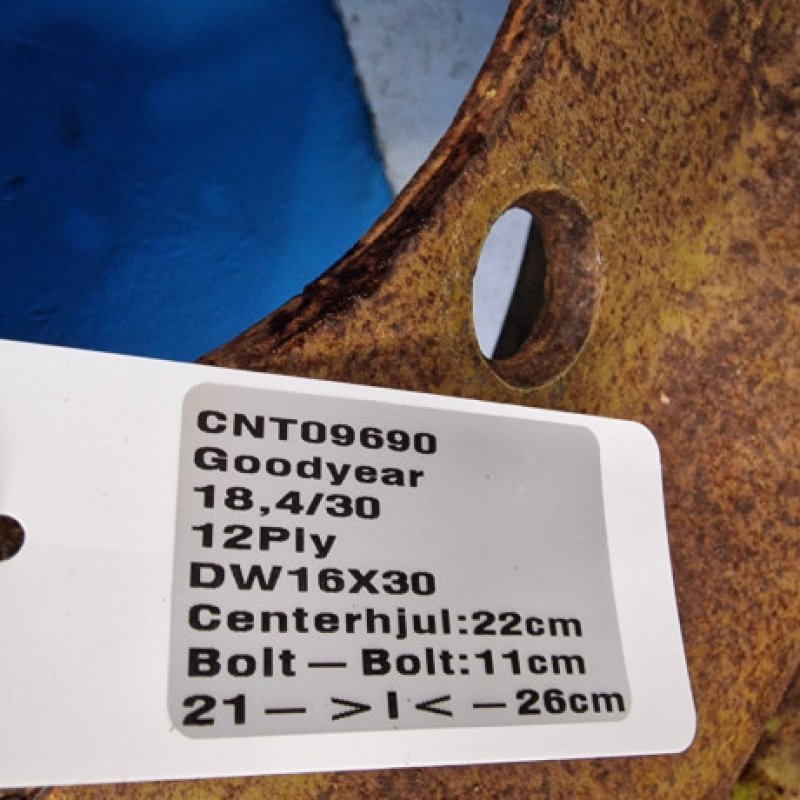 CNT09690
Goodyear
18,4/30
12Ply
DW16X30
Centerhjul:22cm
Bolt — Bolt:11cm
21— >I< —26cm